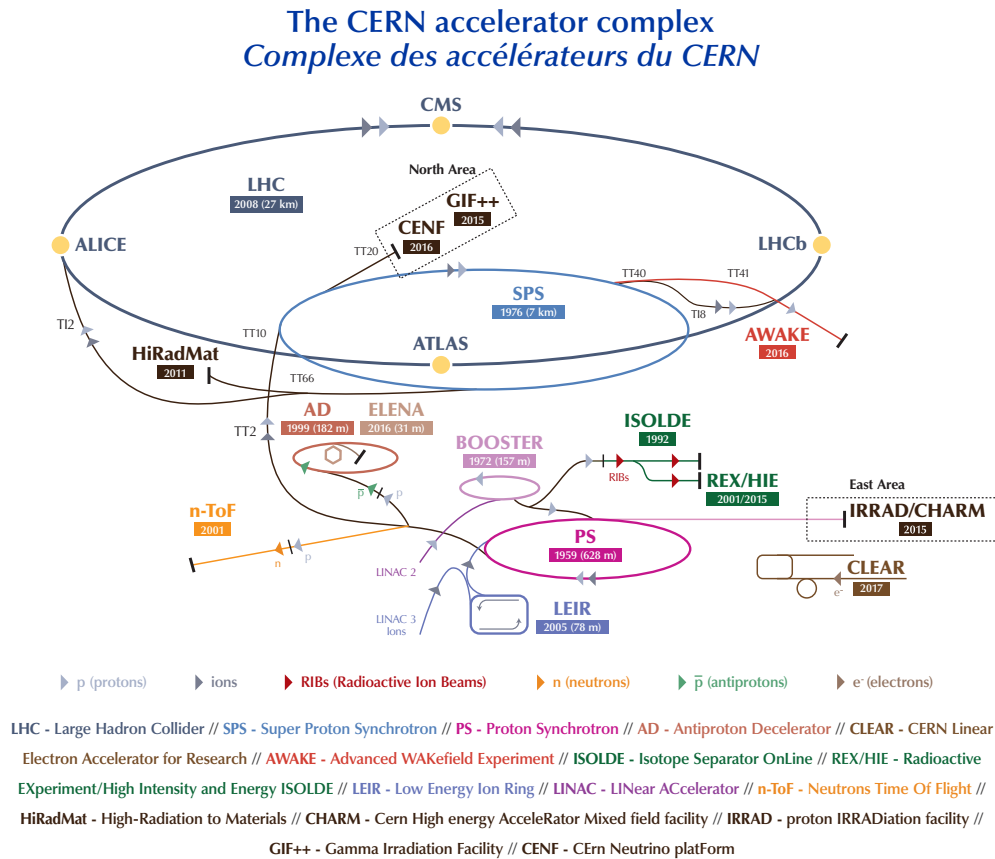 The CERN accelerator complex
Complexe des accélérateurs du CERN
CMS
North Area
LHC
2008 (27 km)
GIF++
2015
CENF
2016
TT20
ALICE
LHCb
TT40
TT41
SPS
1976 (7 km)
TI8
TI2
TT10
ATLAS
AWAKE
2016
HiRadMat
2011
TT66
AD
1999 (182 m)
ELENA
2016 (31 m)
TT2
ISOLDE
1992
BOOSTER
1972 (157 m)
RIBs
REX/HIE
2001/2015
p̅
p
East Area
n-ToF
2001
IRRAD/CHARM
2015
PS
1959 (628 m)
n
p
LINAC 2
CLEAR
2017
e-
LINAC 3
Ions
LEIR
2005 (78 m)
p (protons)
ions
RIBs (Radioactive Ion Beams)
n (neutrons)
p̅ (antiprotons)
e- (electrons)
LHC - Large Hadron Collider // SPS - Super Proton Synchrotron // PS - Proton Synchrotron // AD - Antiproton Decelerator // CLEAR - CERN Linear
Electron Accelerator for Research // AWAKE - Advanced WAKefield Experiment // ISOLDE - Isotope Separator OnLine // REX/HIE - Radioactive
EXperiment/High Intensity and Energy ISOLDE // LEIR - Low Energy Ion Ring // LINAC - LINear ACcelerator // n-ToF - Neutrons Time Of Flight //
HiRadMat - High-Radiation to Materials // CHARM - Cern High energy AcceleRator Mixed field facility // IRRAD - proton IRRADiation facility //
GIF++ - Gamma Irradiation Facility // CENF - CErn Neutrino platForm